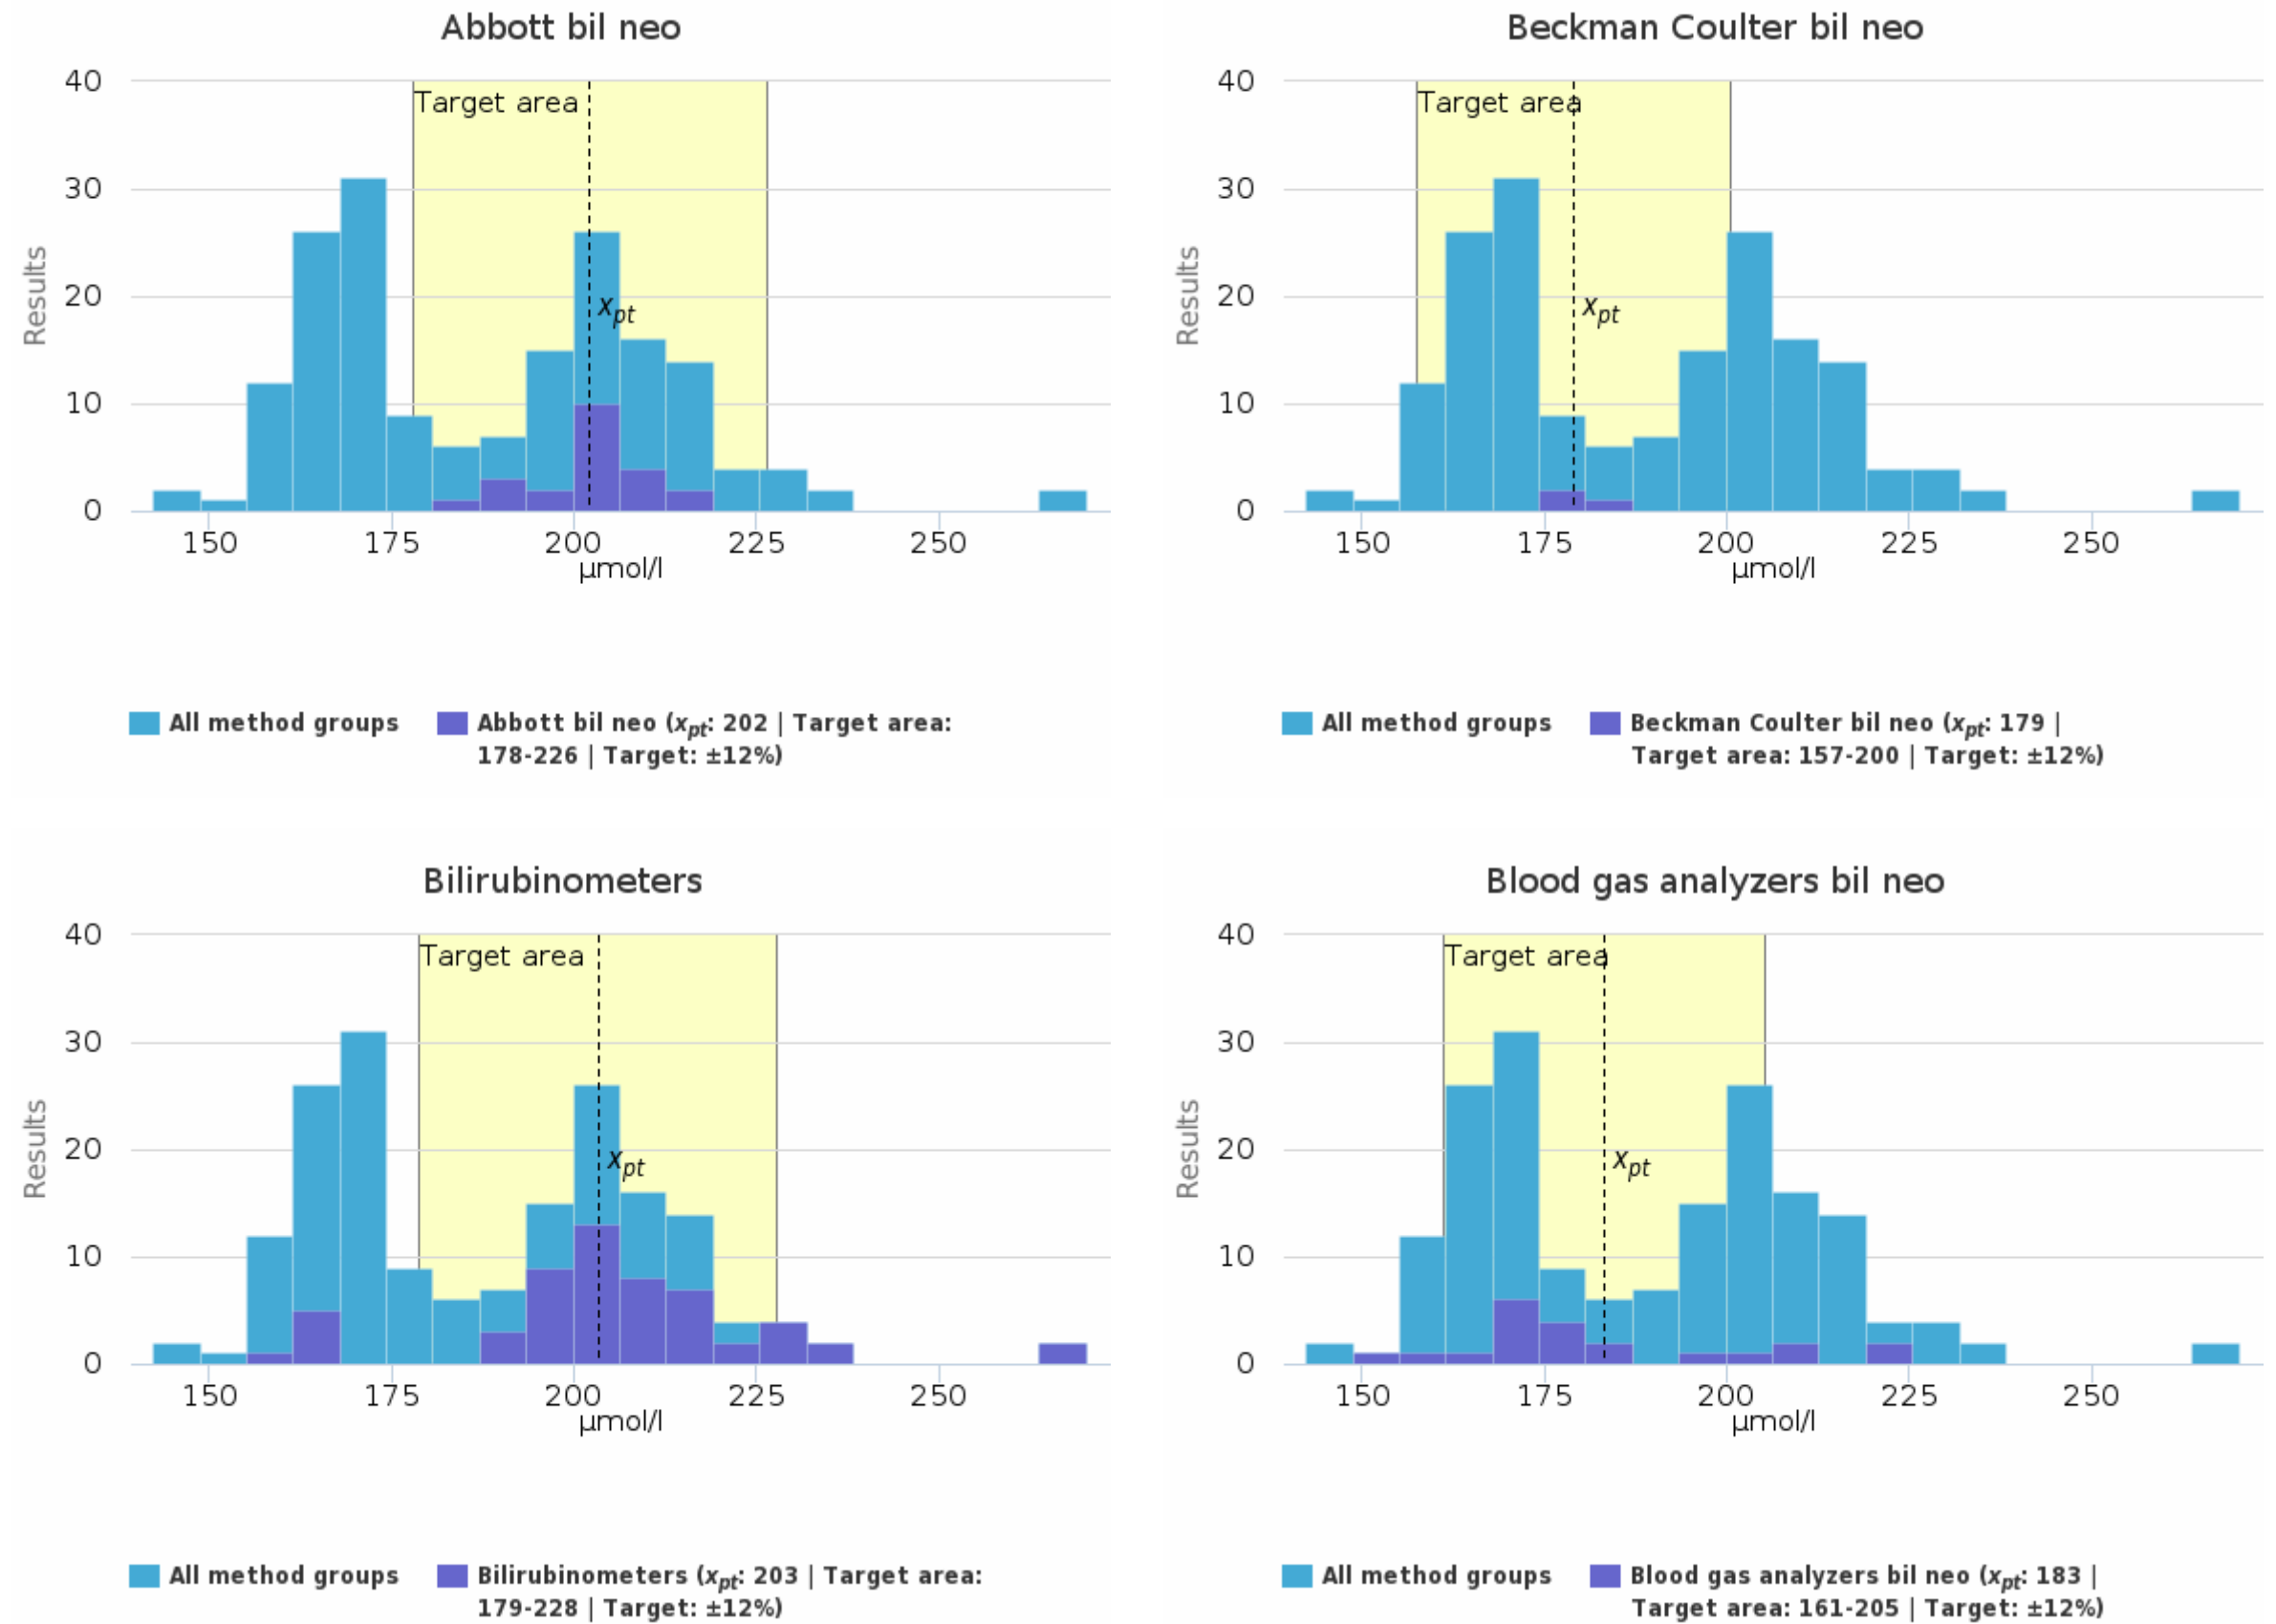 Abbott bil neo
40
30
20
10
0
Results
Target area
xpt
150 175 200 225 250
µmol/l
All method groups
Abbott bil neo (xpt: 202 | Target area:
178-226 | Target: ±12%)
Beckman Coulter bil neo
40
30
20
10
0
Results
Target area
xpt
150 175 200 225 250
µmol/l
All method groups
Beckman Coulter bil neo (xpt: 179 |
Target area: 157-200 | Target: ±12%)
Bilirubinometers
40
30
20
10
0
Results
Target area
xpt
150 175 200 225 250
µmol/l
All method groups
Bilirubinometers (xpt: 203 | Target area:
179-228 | Target: ±12%)
Blood gas analyzers bil neo
40
30
20
10
0
Results
Target area
xpt
150 175 200 225 250
µmol/l
All method groups
Blood gas analyzers bil neo (xpt: 183 |
Target area: 161-205 | Target: ±12%)